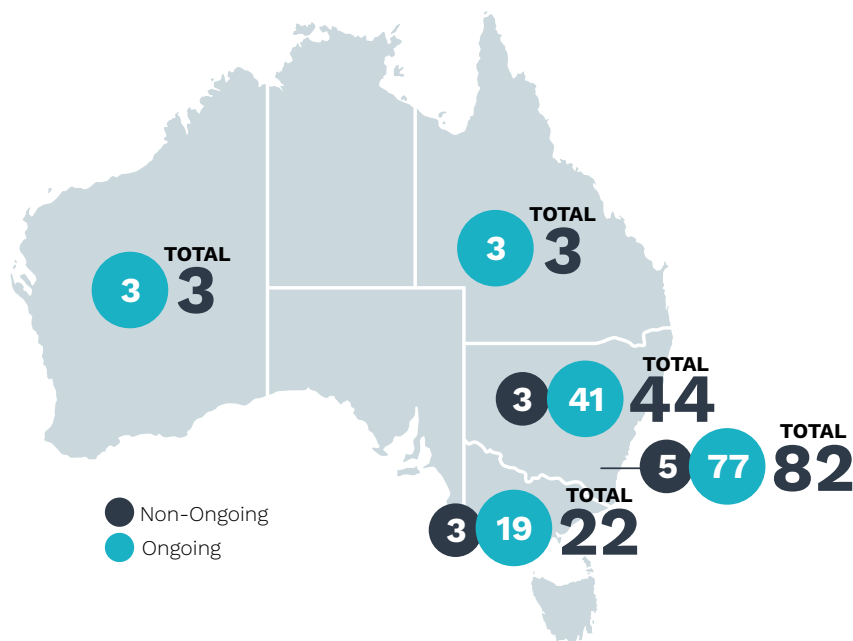 TOTAL
3 3
TOTAL
3 3
TOTAL
3 41 44
TOTAL
5 77 82
TOTAL
3 19 22
Non-Ongoing
Ongoing